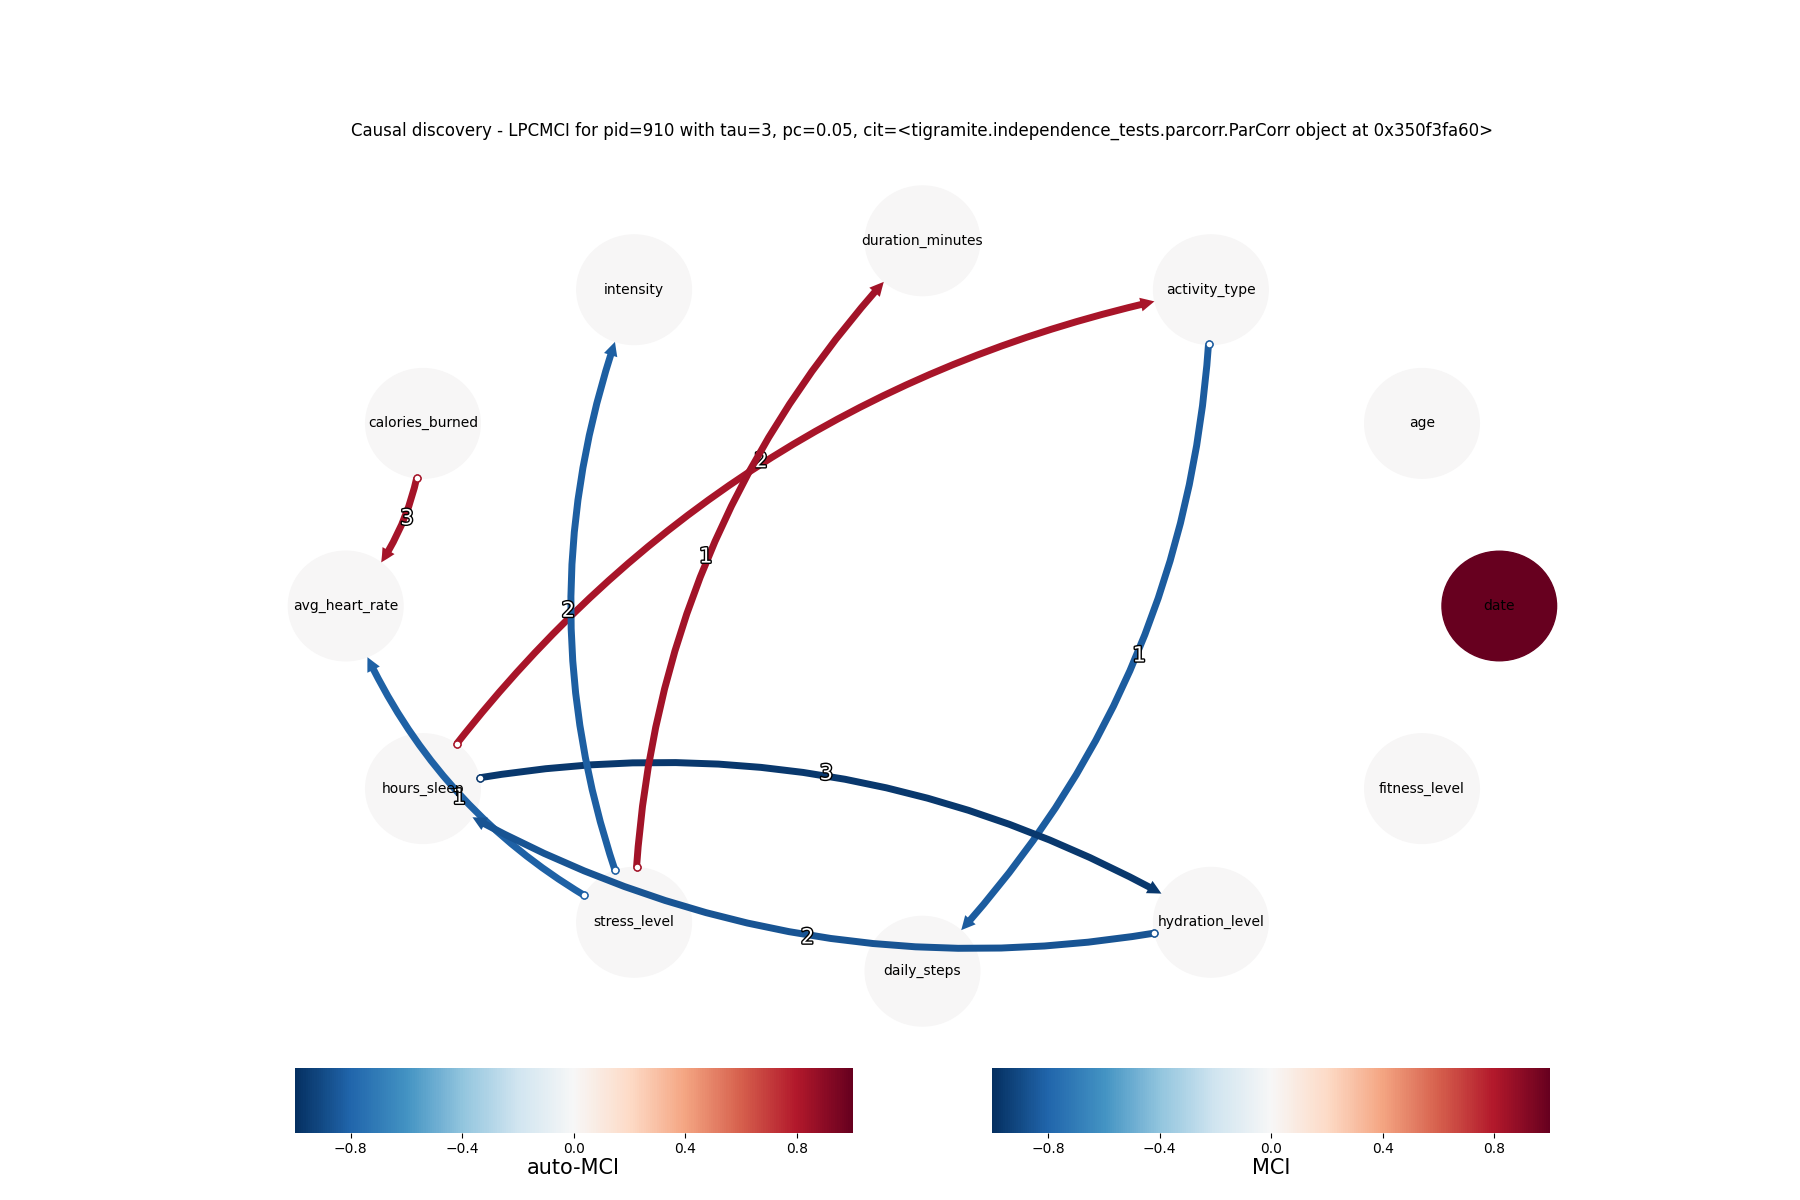 Causal discovery - LPCMCI for pid=910 with tau=3, pc=0.05, cit=<tigramite.independence_tests.parcorr.ParCorr object at 0x350f3fa60>
duration_minutes
intensity
activity_type
calories_burned
age
2
3
1
avg_heart_rate
date
2
1
3
hours_sleep
1
fitness_level
stress_level
hydration_level
2
daily_steps
−0.8 −0.4 0.0 0.4 0.8
auto-MCI
−0.8 −0.4 0.0 0.4 0.8
MCI